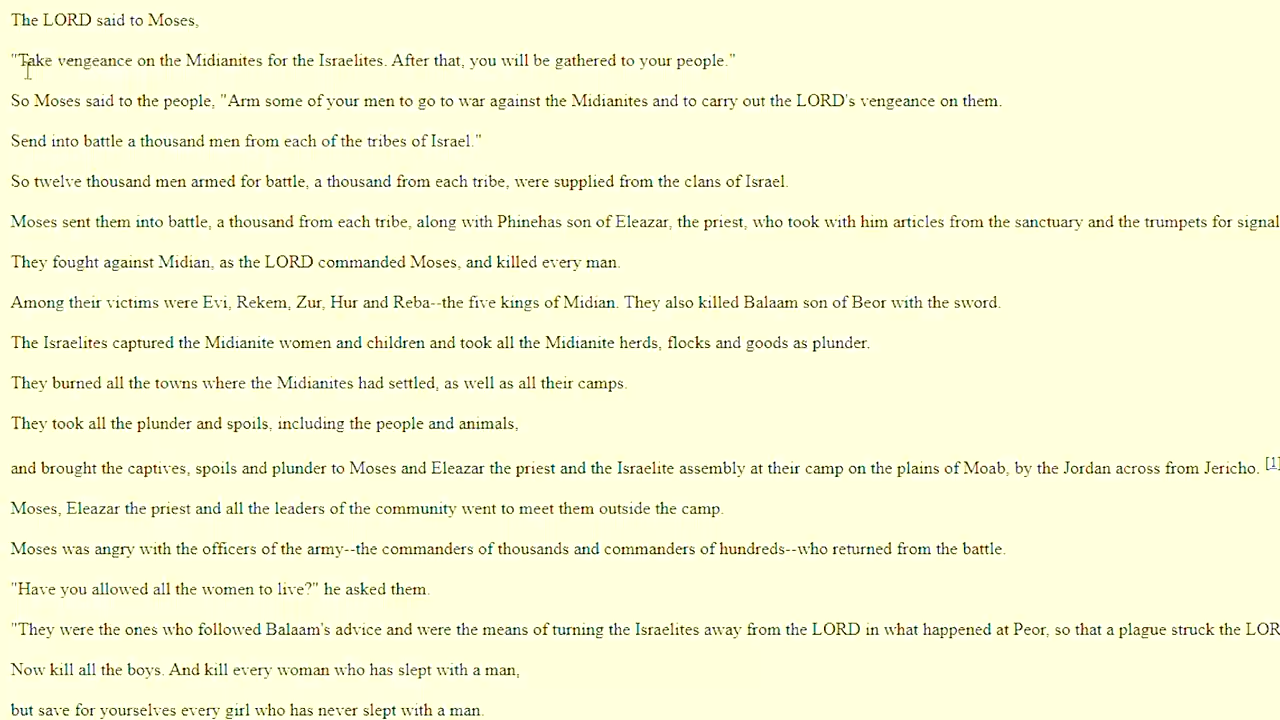 The LORD said to Moses,
"Take vengeance on the Midianites for the Israelites. After that, you will be gathered to your people."
So Moses said to the people, "Arm some of your men to go to war against the Midianites and to carry out the LORD's vengeance on them.
Send into battle a thousand men from each of the tribes of Israel."
So twelve thousand men armed for battle, a thousand from each tribe, were supplied from the clans of Israel.
Moses sent them into battle, a thousand from each tribe, along with Phinehas son of Eleazar, the priest, who took with him articles from the sanctuary and the trumpets for signal
They fought against Midian, as the LORD commanded Moses, and killed every man.
Among their victims were Evi, Rekem, Zur, Hur and Reba--the five kings of Midian. They also killed Balaam son of Beor with the sword.
The Israelites captured the Midianite women and children and took all the Midianite herds, flocks and goods as plunder.
They burned all the towns where the Midianites had settled, as well as all their camps.
They took all the plunder and spoils, including the people and animals,
and brought the captives, spoils and plunder to Moses and Eleazar the priest and the Israelite assembly at their camp on the plains of Moab, by the Jordan across from Jericho. [1]
Moses, Eleazar the priest and all the leaders of the community went to meet them outside the camp.
Moses was angry with the officers of the army--the commanders of thousands and commanders of hundreds--who returned from the battle.
"Have you allowed all the women to live?" he asked them.
"They were the ones who followed Balaam's advice and were the means of turning the Israelites away from the LORD in what happened at Peor, so that a plague struck the LOR
Now kill all the boys. And kill every woman who has slept with a man,
but save for yourselves every girl who has never slept with a man.